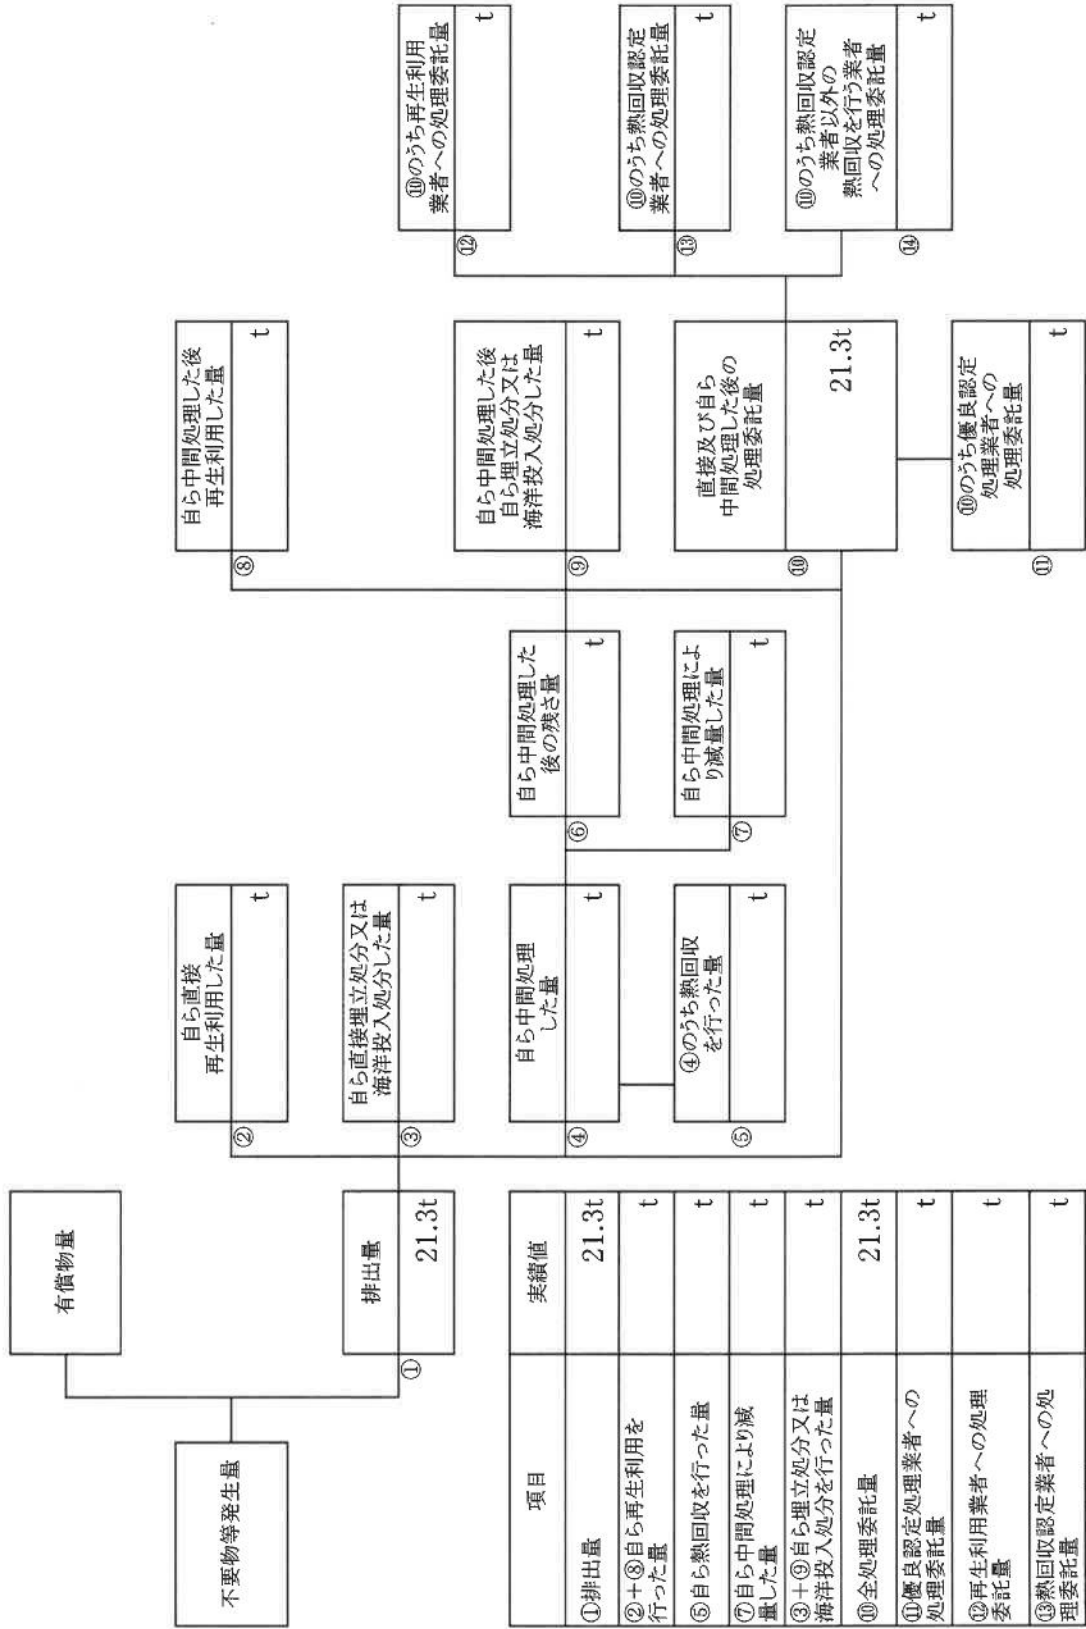 不要物等発生量
有償物量
排出量
①
21.3t
自ら直接
再生利用した量
②
t
自ら直接埋立処分又は
海洋投入処分した量
③
t
自ら中間処理
した量
④
t
④のうち熱回収
を行った量
⑤
t
自ら中間処理した
後の残さ量
⑥
t
自ら中間処理によ
り減量した量
⑦
t
自ら中間処理した後
再生利用した量
⑧
t
自ら中間処理した後
自ら埋立処分又は
海洋投入処分した量
⑨
t
直接及び自ら
中間処理した後の
処理委託量
⑩
21.3t
⑩のうち優良認定
処理業者への
処理委託量
⑪
t
⑩のうち再生利用
業者への処理委託量
⑫
t
⑩のうち熱回収認定
業者への処理委託量
⑬
t
⑩のうち熱回収認定
業者以外の
熱回収を行う業者
への処理委託量
⑭
t
項目 実績値
①排出量 21.3t
②+⑧自ら再生利用を
行った量 t
⑤自ら熱回収を行った量 t
⑦自ら中間処理により減
量した量 t
③+⑨自ら埋立処分又は
海洋投入処分を行った量 t
⑩全処理委託量 21.3t
⑪優良認定処理業者への
処理委託量 t
⑫再生利用業者への処理
委託量 t
⑬熱回収認定業者への処
理委託量 t